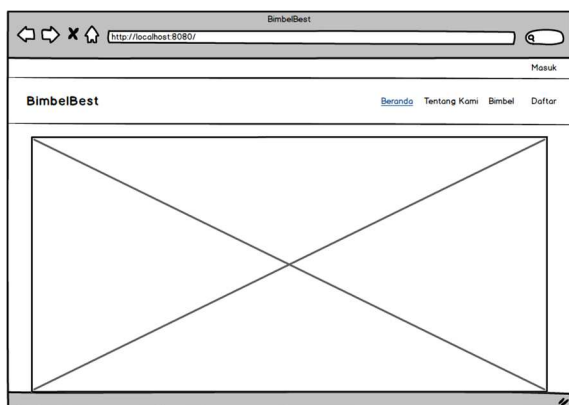 BimbelBest
http://localhost:8080/
Masuk
BimbelBest Beranda Tentang Kami Bimbel Daftar